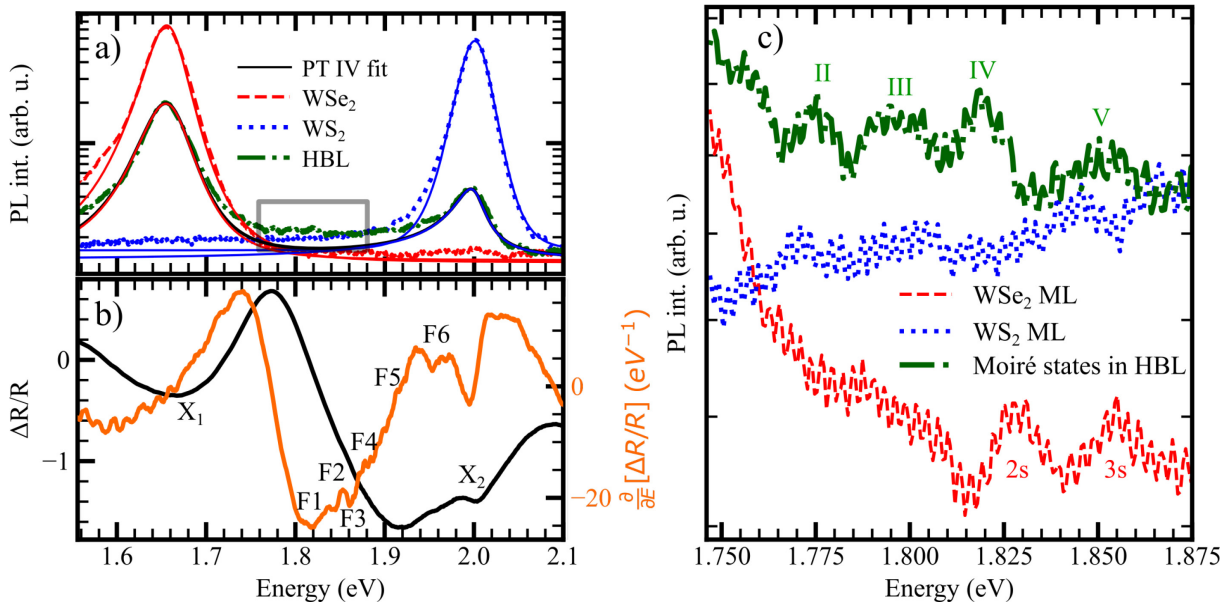 a)
PL int. (arb. u.)
PT IV fit
WSe₂
WS₂
HBL
b)
ΔR/R
0
−1
X₁
F1
F2
F3
F4
F5
F6
X₂
0
−20
∂/∂E [ΔR/R] (eV⁻¹)
1.6 1.7 1.8 1.9 2.0 2.1
Energy (eV)
c)
PL int. (arb. u.)
II
III
IV
V
WSe₂ ML
WS₂ ML
Moiré states in HBL
2s
3s
1.750 1.775 1.800 1.825 1.850 1.875
Energy (eV)